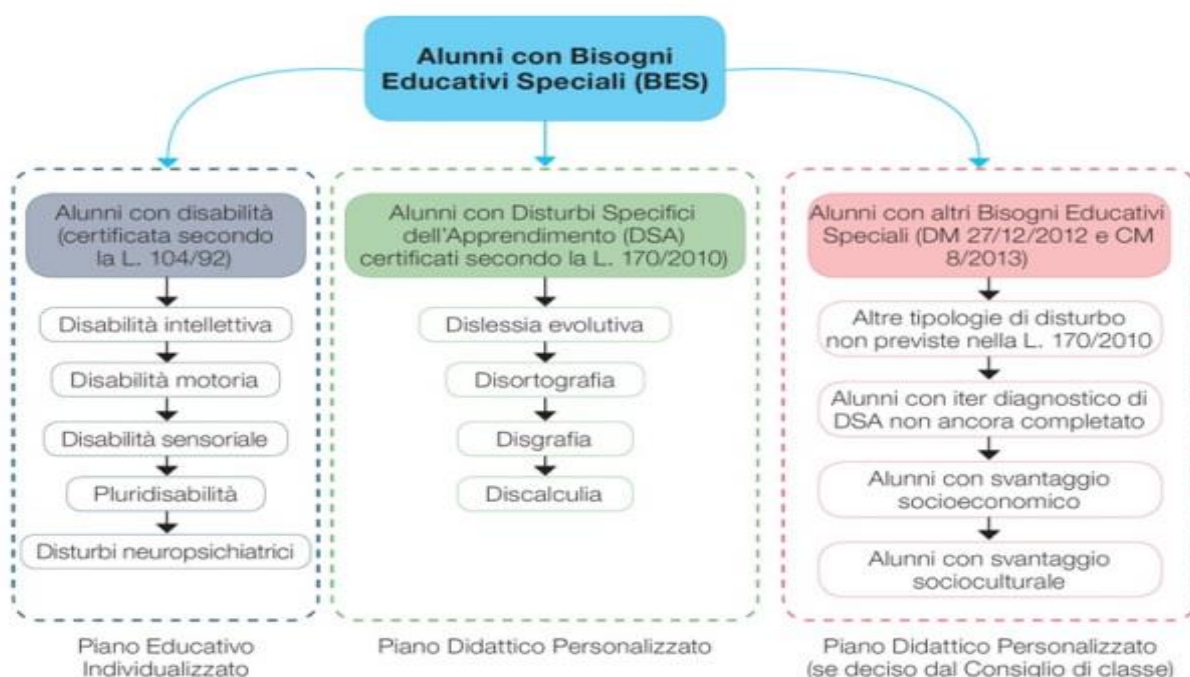 Alunni con Bisogni
Educativi Speciali (BES)
Alunni con disabilità
(certificata secondo
la L. 104/92)
Disabilità intellettiva
Disabilità motoria
Disabilità sensoriale
Pluridisabilità
Disturbi neuropsichiatrici
Piano Educativo
Individualizzato
Alunni con Disturbi Specifici
dell'Apprendimento (DSA)
certificati secondo la L. 170/2010)
Dislessia evolutiva
Disortografia
Disgrafia
Discalculia
Piano Didattico Personalizzato
Alunni con altri Bisogni Educativi
Speciali (DM 27/12/2012 e CM
8/2013)
Altre tipologie di disturbo
non previste nella L. 170/2010
Alunni con iter diagnostico di
DSA non ancora completato
Alunni con svantaggio
socioeconomico
Alunni con svantaggio
socioculturale
Piano Didattico Personalizzato
(se deciso dal Consiglio di classe)